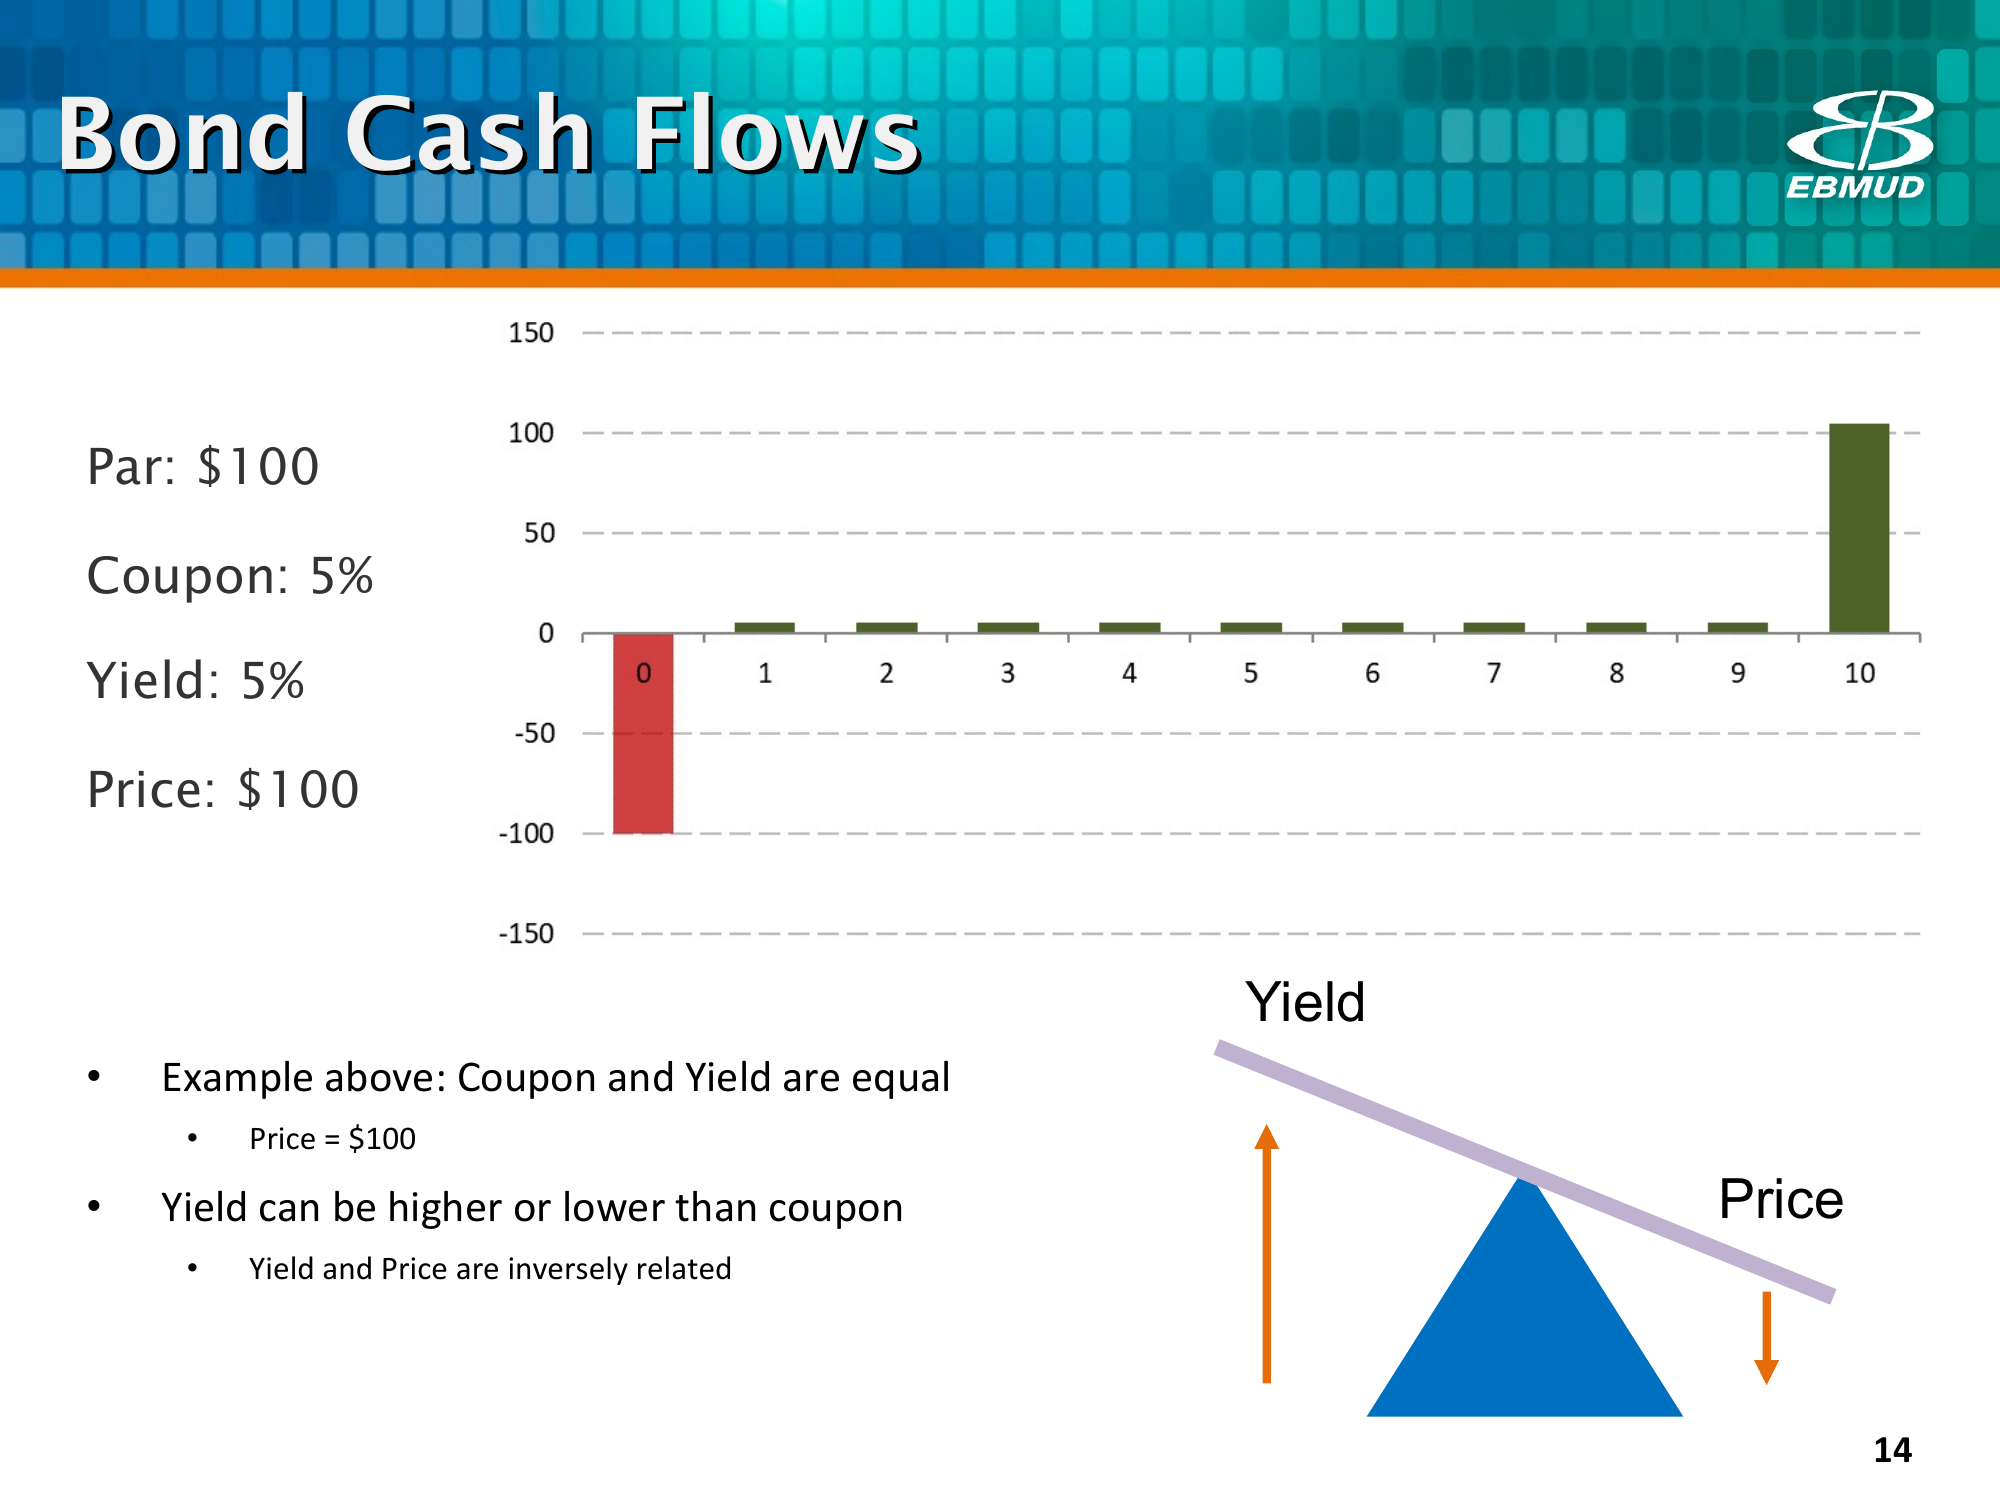 Bond Cash Flows
EBMUD
Par: $100
Coupon: 5%
Yield: 5%
Price: $100
150
100
50
0
-50
-100
-150
0 1 2 3 4 5 6 7 8 9 10
• Example above: Coupon and Yield are equal
• Price = $100
• Yield can be higher or lower than coupon
• Yield and Price are inversely related
Yield
Price
14